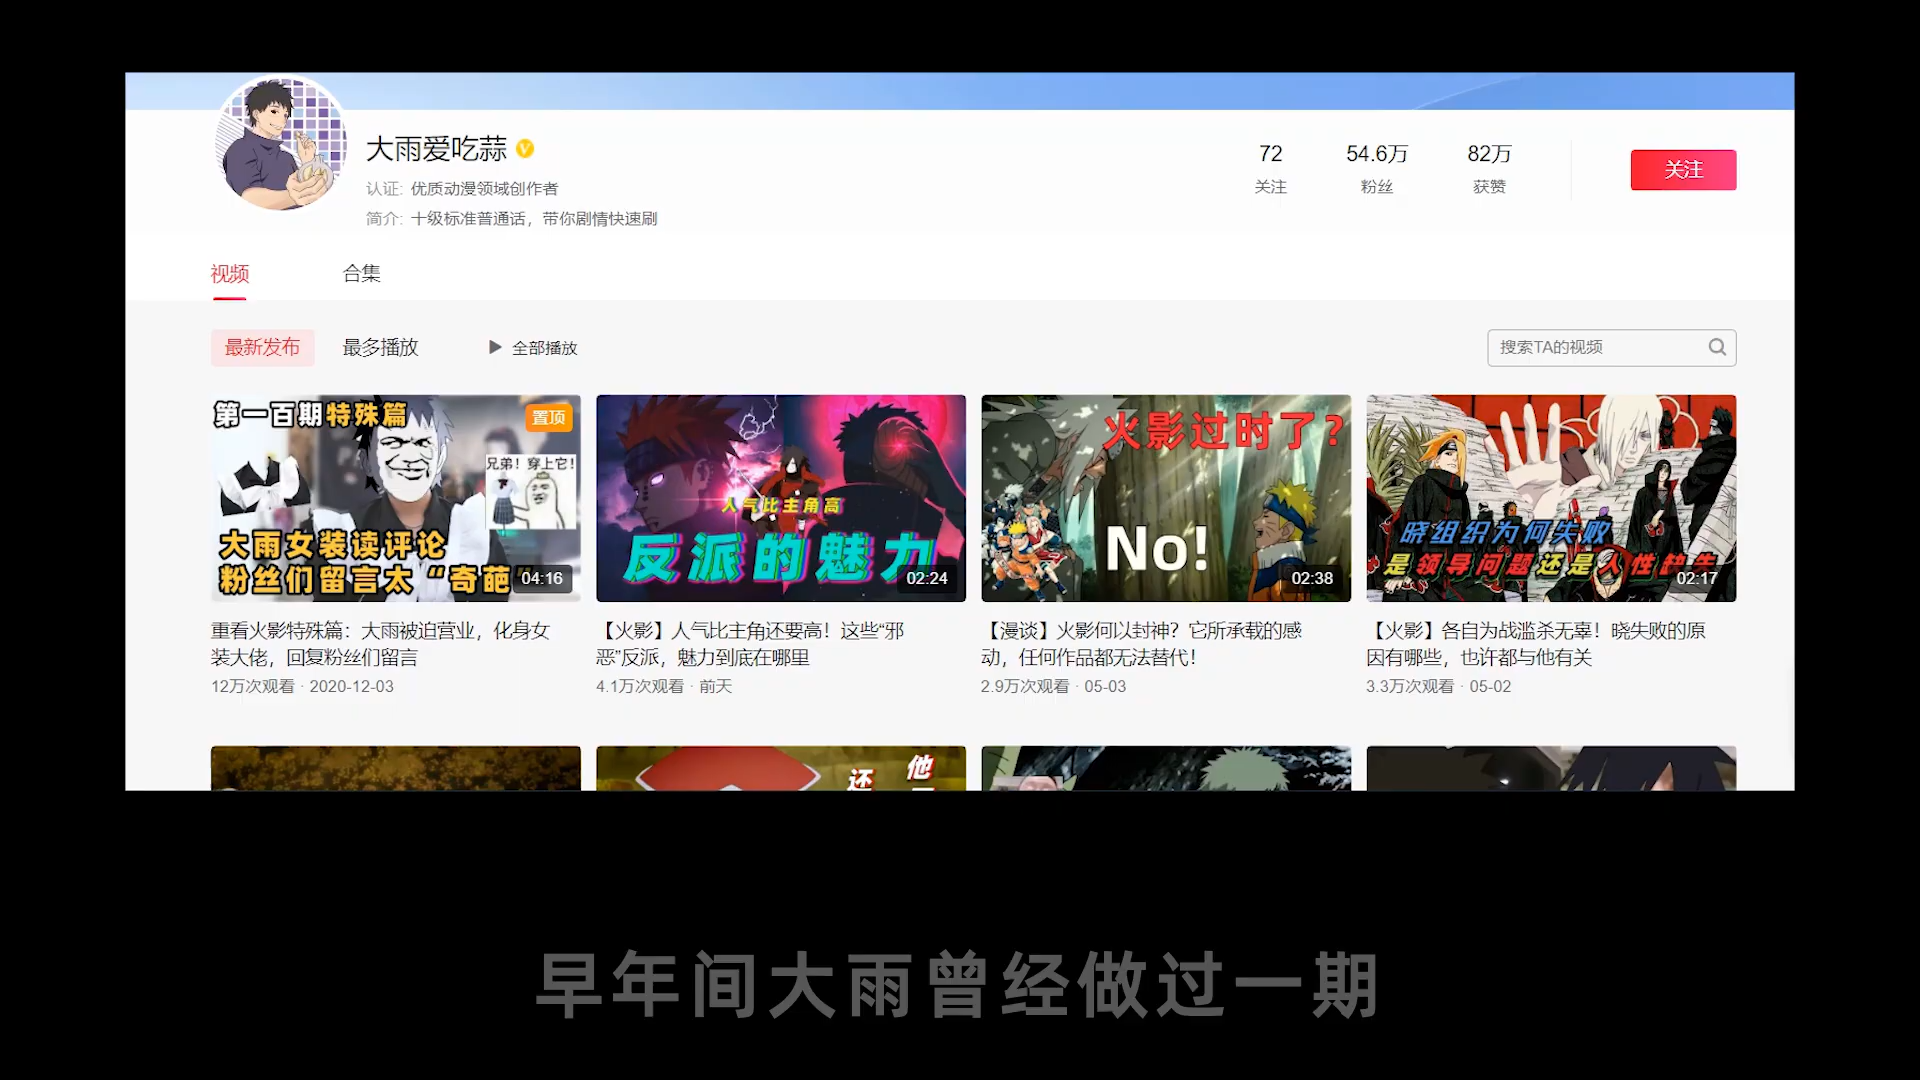 大雨爱吃蒜
认证: 优质动漫领域创作者
简介: 十级标准普通话，带你剧情快速刷
72
关注
54.6万
粉丝
82万
获赞
关注
视频
合集
最新发布
最多播放
全部播放
搜索TA的视频
第一百期特殊篇
置顶
兄弟！穿上它！
大雨女装读评论
粉丝们留言太“奇葩”
04:16
人气比主角高
反派的魅力
02:24
火影过时了？
No!
02:38
晓组织为何失败
是领导问题还是人性缺失
02:17
重看火影特殊篇：大雨被迫营业，化身女
装大佬，回复粉丝们留言
12万次观看 · 2020-12-03
【火影】人气比主角还要高！这些“邪
恶”反派，魅力到底在哪里
4.1万次观看 · 前天
【漫谈】火影何以封神？它所承载的感
动，任何作品都无法替代！
2.9万次观看 · 05-03
【火影】各自为战滥杀无辜！晓失败的原
因有哪些，也许都与他有关
3.3万次观看 · 05-02
还
他
早年间大雨曾经做过一期